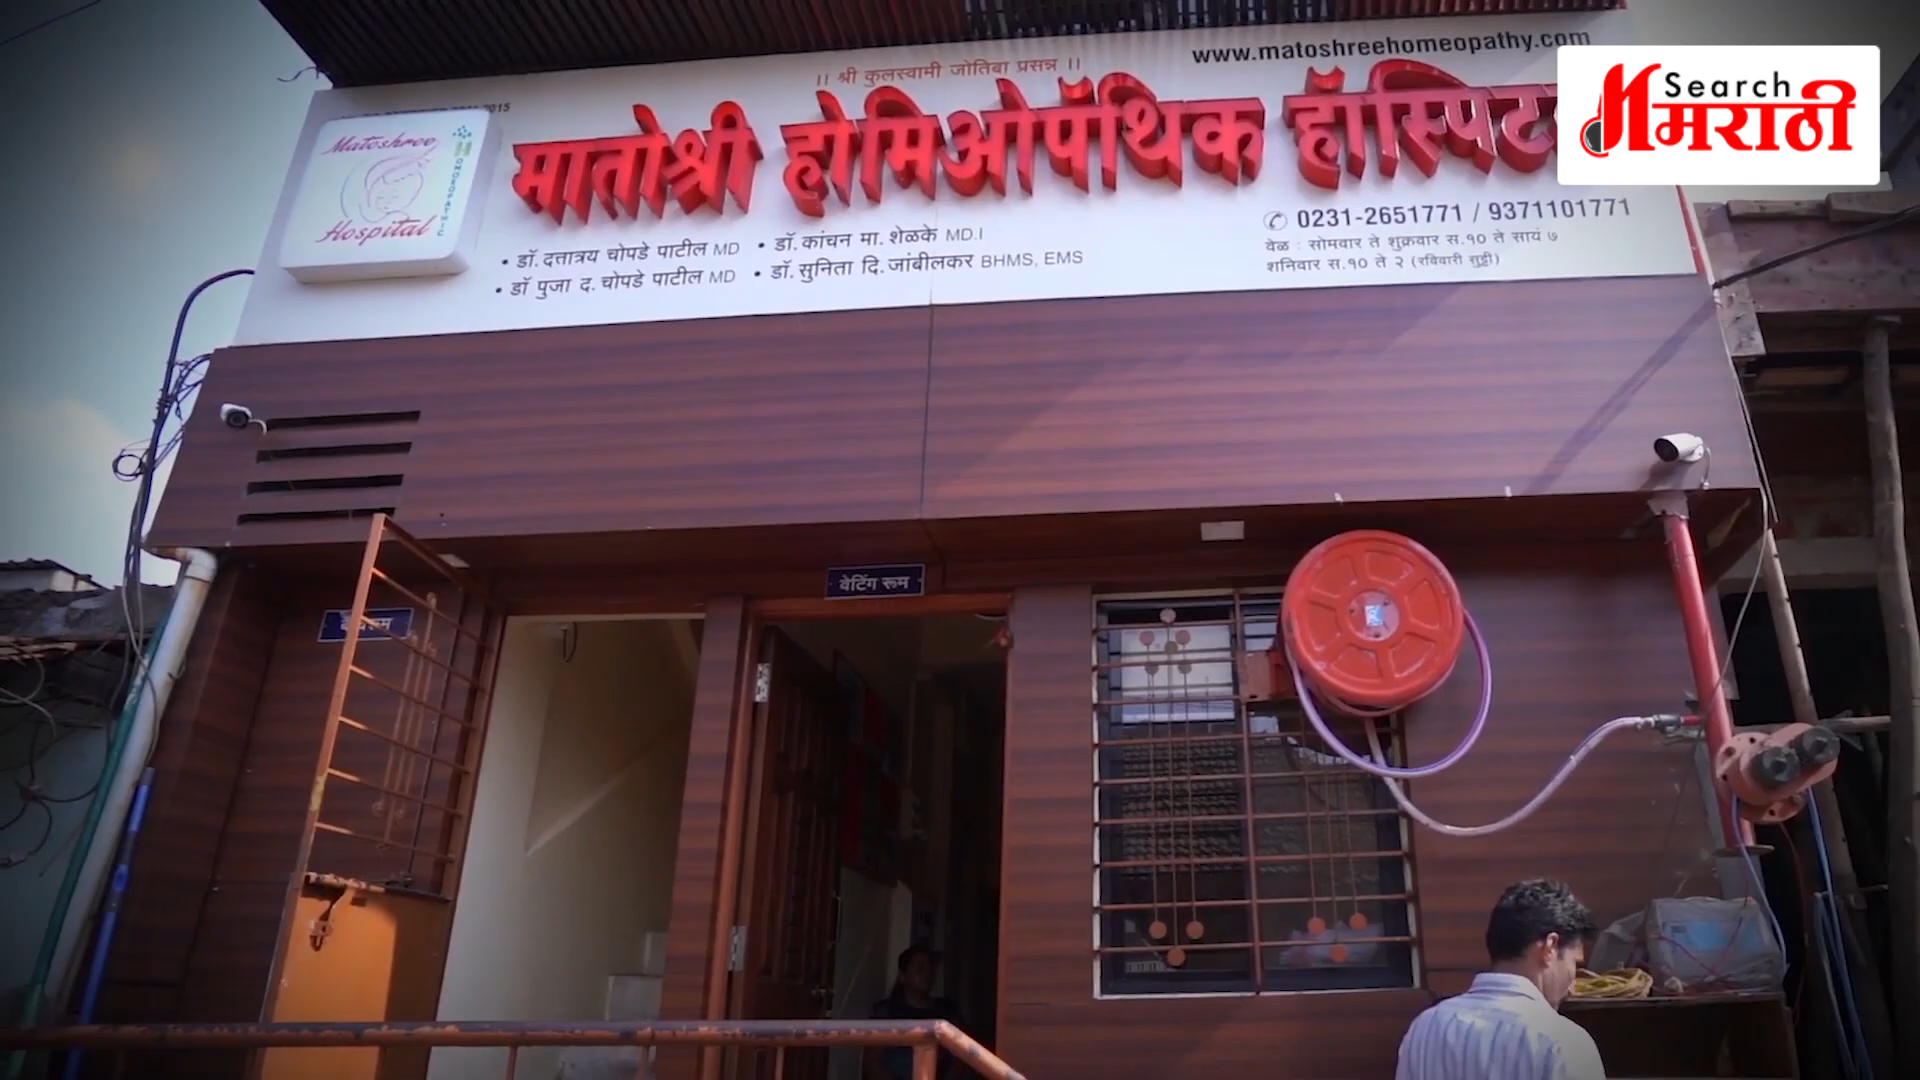 www.matoshreehomeopathy.com
।। श्री कुलस्वामी जोतिबा प्रसन्न ।।
2015
मातोश्री होमिओपॅथिक
Matoshree
Hospital
HOMOEOPATHIC
• डॉ. दत्तात्रय चोपडे पाटील MD • डॉ. कांचन मा. शेळके MD.I
• डॉ पुजा द. चोपडे पाटील MD • डॉ. सुनिता दि. जांबीलकर BHMS, EMS
0231-2651771 / 9371101771
वेळ : सोमवार ते शुक्रवार स.१० ते सायं ७
शनिवार स.१० ते २ (रविवारी सुट्टी)
वेटिंग रूम
Search
मराठी